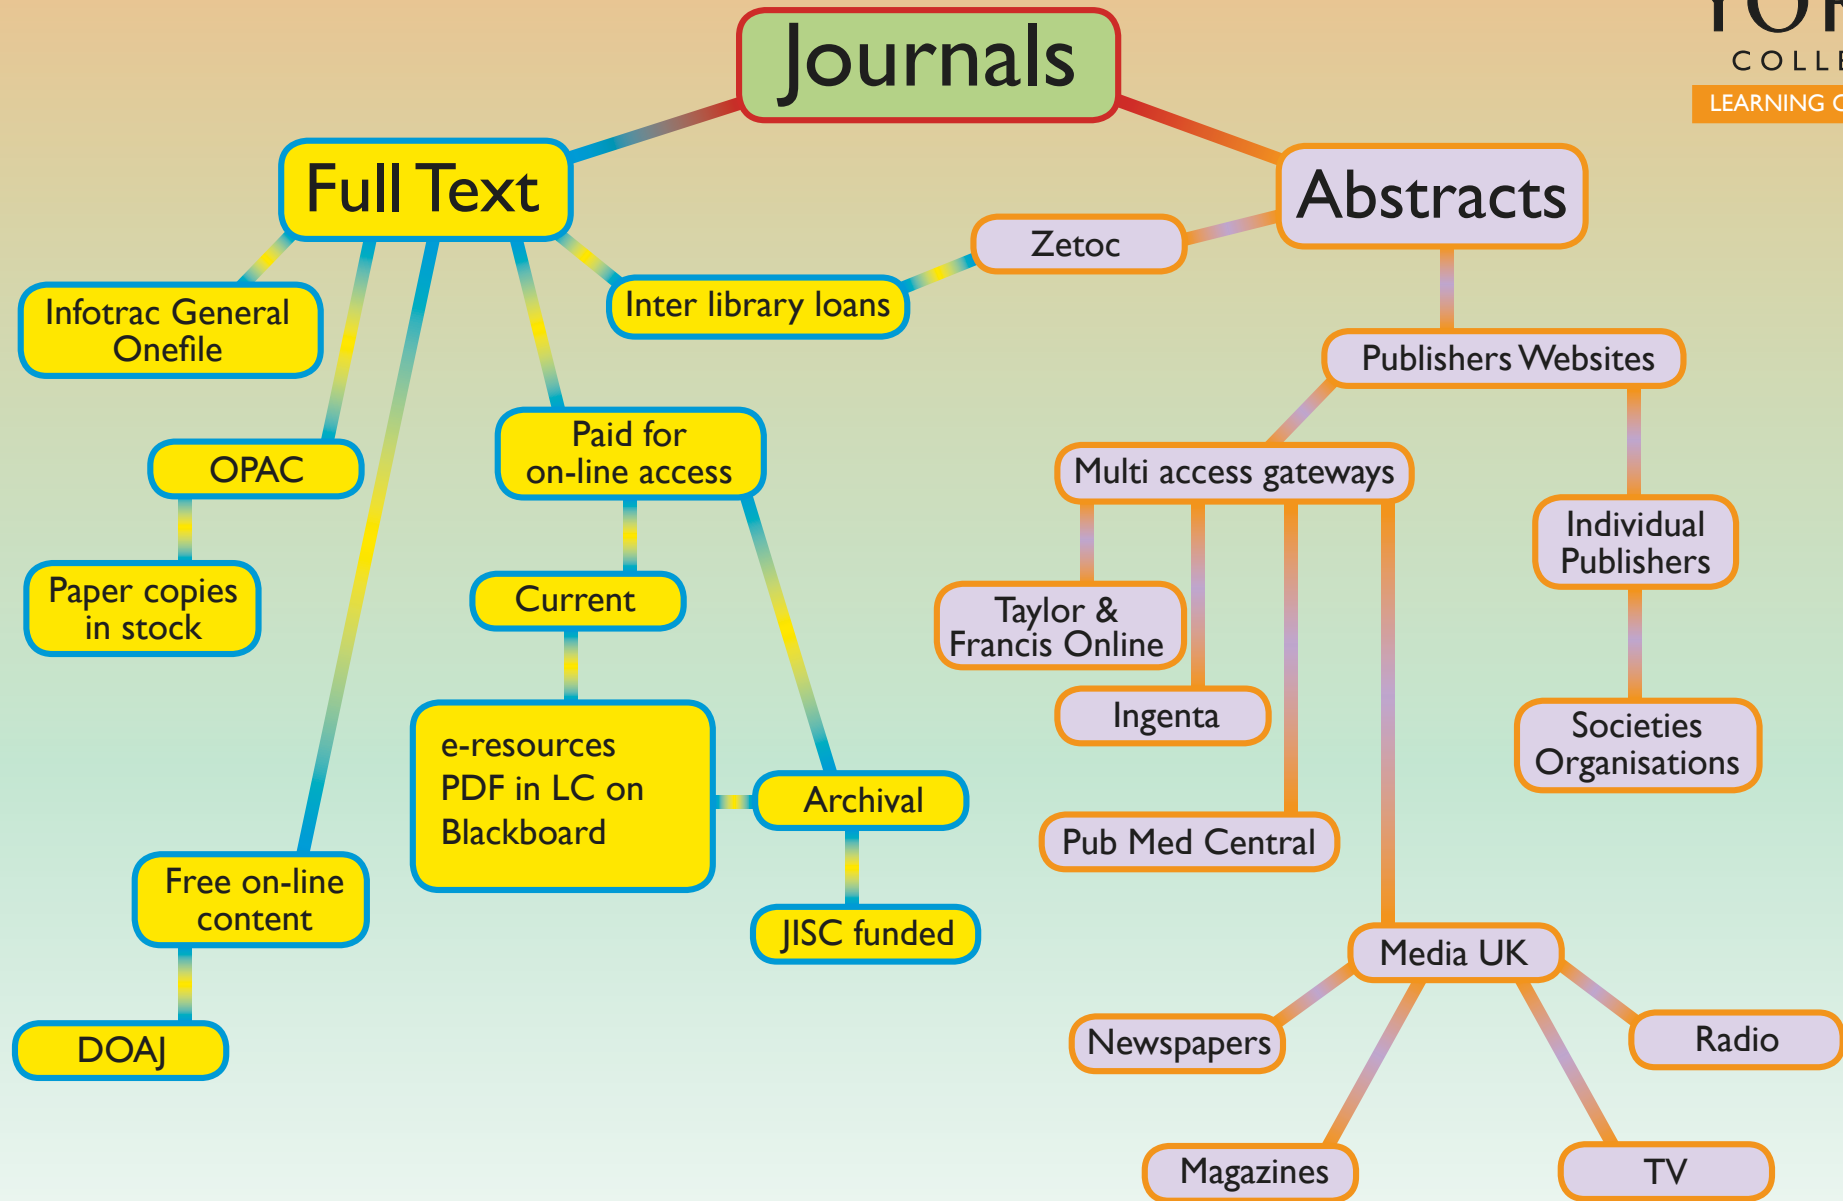 Journals
COLLE
LEARNING
Full Text
Abstracts
Zetoc
Infotrac General
Onefile
Inter library loans
Publishers Websites
OPAC
Paid for
on-line access
Multi access gateways
Individual
Publishers
Paper copies
in stock
Current
Taylor &
Francis Online
Ingenta
Societies
Organisations
e-resources
PDF in LC on
Blackboard
Archival
Pub Med Central
Free on-line
content
JISC funded
Media UK
DOAJ
Newspapers
Radio
Magazines
TV